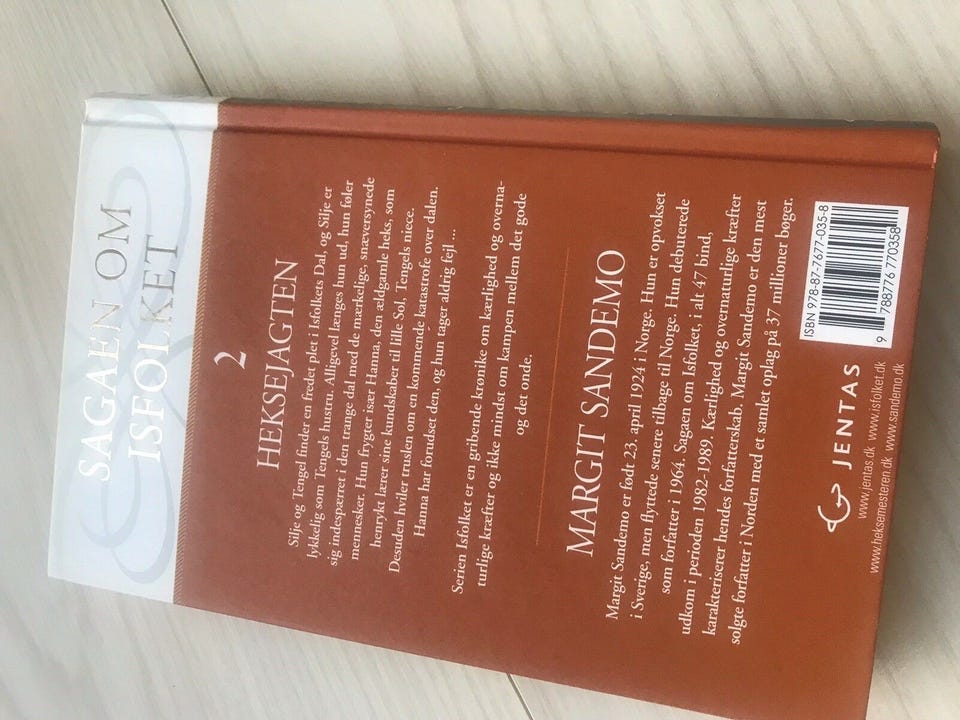 SAGAEN OM
ISFOLKET
2
HEKSEJAGTEN
Silje og Tengel finder en fredet plet i Isfolkets Dal, og Silje er
lykkelig som Tengels hustru. Alligevel længes hun ud, hun føler
sig indespærret i den trange dal med de mærkelige, snæversynede
mennesker. Hun frygter især Hanna, den ældgamle heks, som
henrykt lærer sine kundskaber til lille Sol, Tengels niece.
Desuden hviler truslen om en kommende katastrofe over dalen.
Hanna har forudset den, og hun tager aldrig fejl ...
Serien Isfolket er en gribende krønike om kærlighed og overna-
turlige kræfter og ikke mindst om kampen mellem det gode
og det onde.
MARGIT SANDEMO
Margit Sandemo er født 23. april 1924 i Norge. Hun er opvokset
i Sverige, men flyttede senere tilbage til Norge. Hun debuterede
som forfatter i 1964. Sagaen om Isfolket, i alt 47 bind,
udkom i perioden 1982-1989. Kærlighed og overnaturlige kræfter
karakteriserer hendes forfatterskab. Margit Sandemo er den mest
solgte forfatter i Norden med et samlet oplag på 37 millioner bøger.
JENTAS
www.jentas.dk www.isfolket.dk
www.heksemesteren.dk www.sandemo.dk
ISBN 978-87-7677-035-8
9 788776 770358